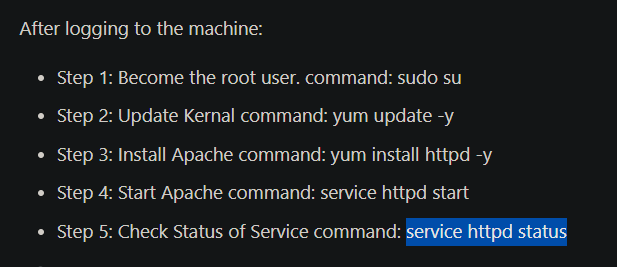 After logging to the machine:
• Step 1: Become the root user. command: sudo su
• Step 2: Update Kernal command: yum update -y
• Step 3: Install Apache command: yum install httpd -y
• Step 4: Start Apache command: service httpd start
• Step 5: Check Status of Service command: service httpd status